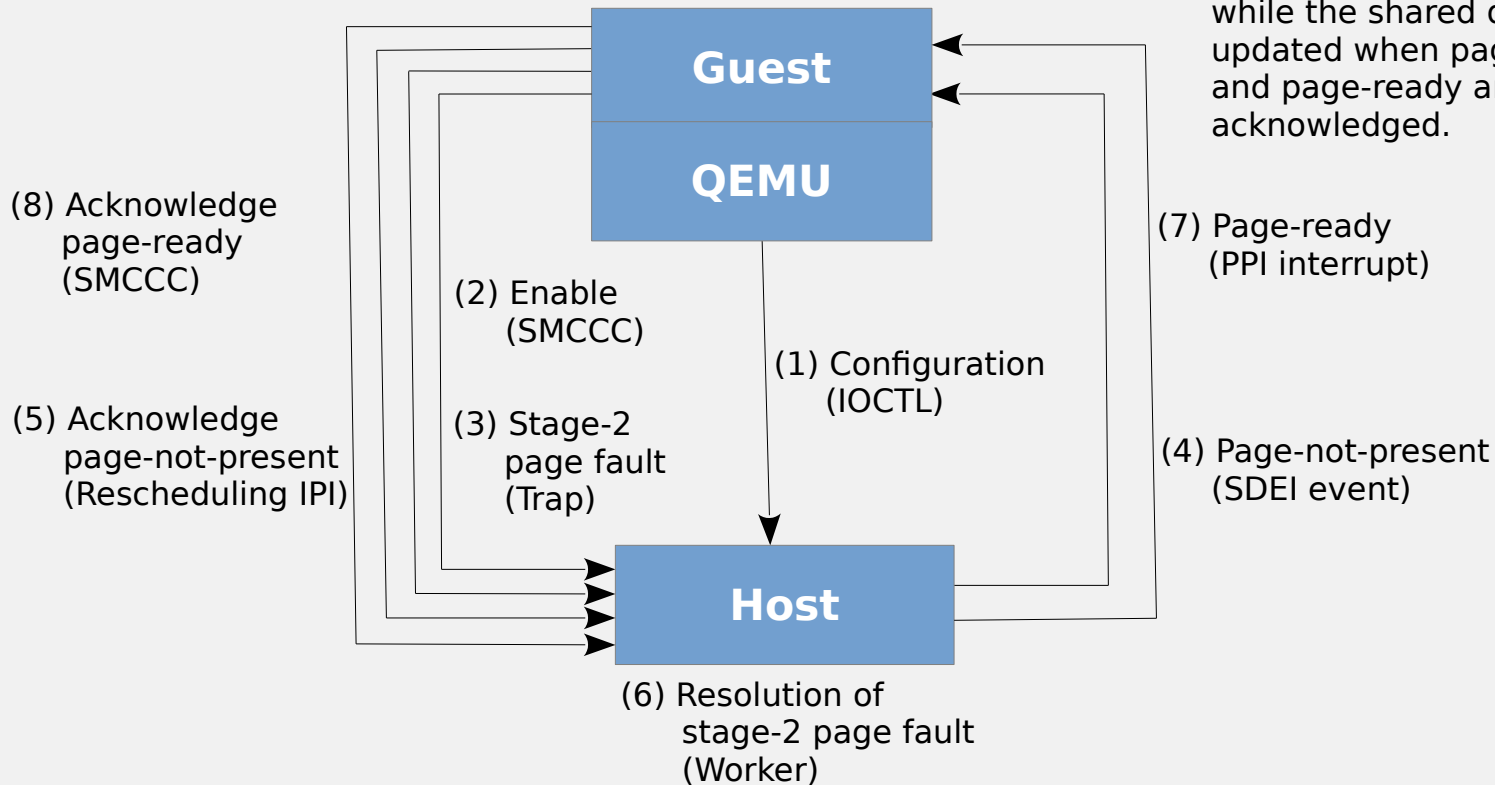 while the shared
updated when
and page-ready
acknowledged.
Guest
QEMU
(8) Acknowledge
page-ready
(SMCCC)
(7) Page-ready
(PPI interrupt)
(2) Enable
(SMCCC)
(1) Configuration
(IOCTL)
(5) Acknowledge
page-not-present
(Rescheduling IPI)
(3) Stage-2
page fault
(Trap)
(4) Page-not-present
(SDEI event)
Host
(6) Resolution of
stage-2 page fault
(Worker)